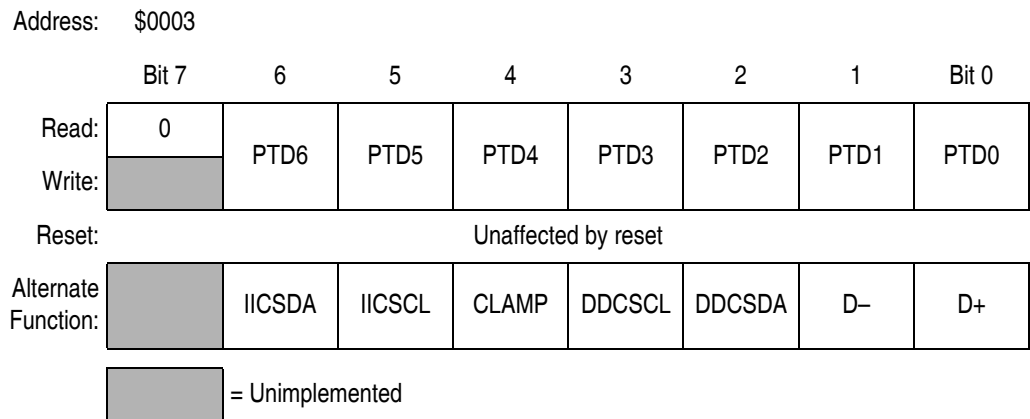 Address: $0003
Bit 7 6 5 4 3 2 1 Bit 0
Read: 0 PTD6 PTD5 PTD4 PTD3 PTD2 PTD1 PTD0
Write:
Reset: Unaffected by reset
Alternate
Function: IICSDA IICSCL CLAMP DDCSCL DDCSDA D– D+
= Unimplemented